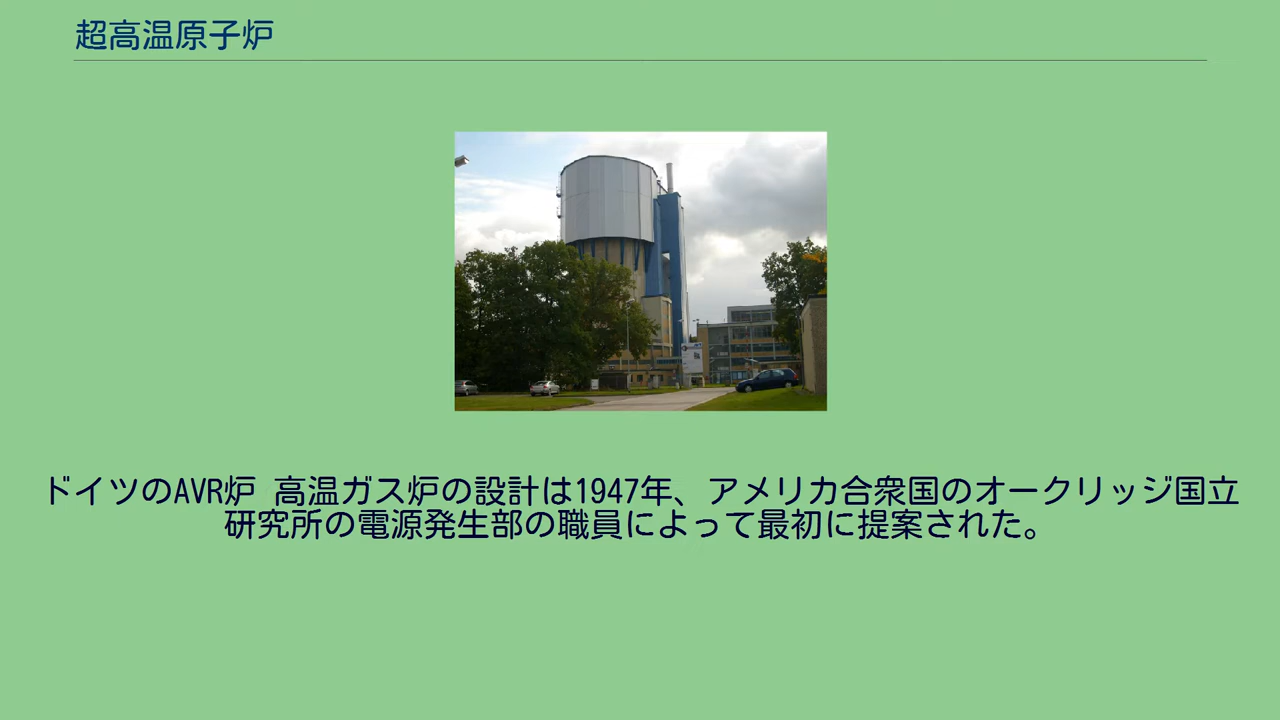 超高温原子炉
ドイツのAVR炉 高温ガス炉の設計は1947年、アメリカ合衆国のオークリッジ国立
研究所の電源発生部の職員によって最初に提案された。